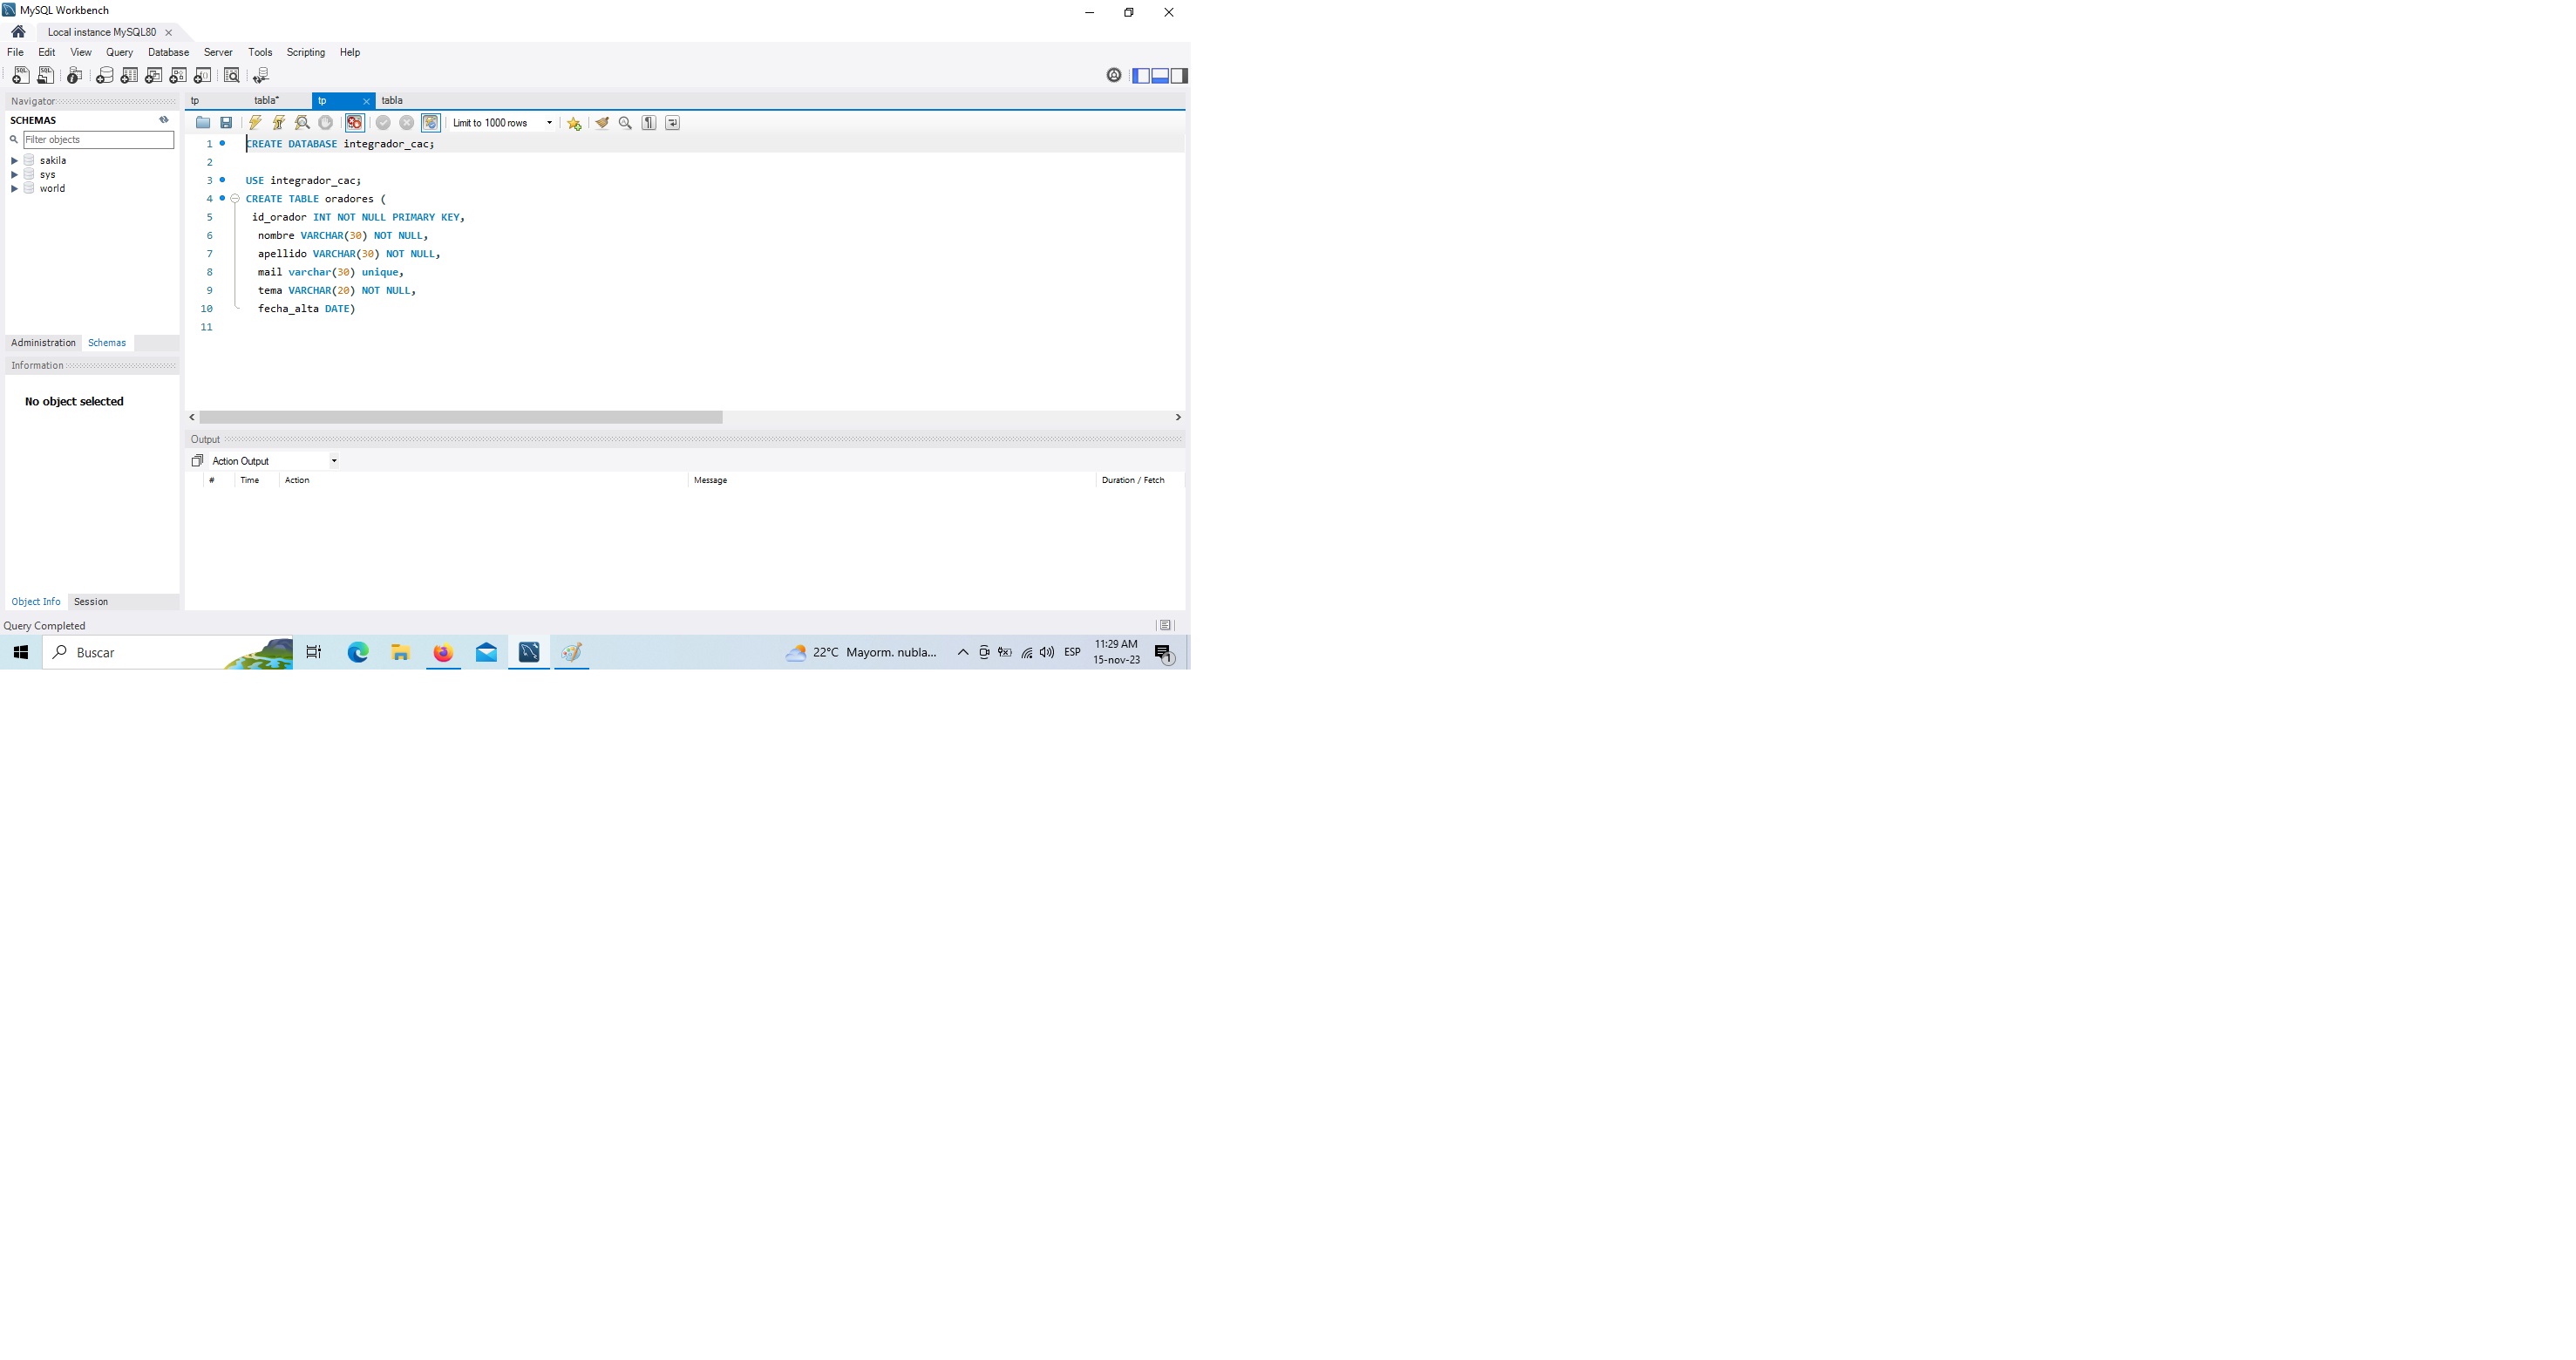 MySQL Workbench
Local instance MySQL80
File Edit View Query Database Server Tools Scripting Help
Navigator
SCHEMAS
Filter objects
sakila
sys
world
Administration Schemas
Information
No object selected
Object Info Session
tp tabla* tp tabla
Limit to 1000 rows
1 CREATE DATABASE integrador_cac;
2
3 USE integrador_cac;
4 CREATE TABLE oradores (
5 id_orador INT NOT NULL PRIMARY KEY,
6 nombre VARCHAR(30) NOT NULL,
7 apellido VARCHAR(30) NOT NULL,
8 mail varchar(30) unique,
9 tema VARCHAR(20) NOT NULL,
10 fecha_alta DATE)
11
Output
Action Output
# Time Action Message Duration / Fetch
Query Completed
Buscar
22°C Mayorm. nubla...
ESP
11:29 AM
15-nov-23
1